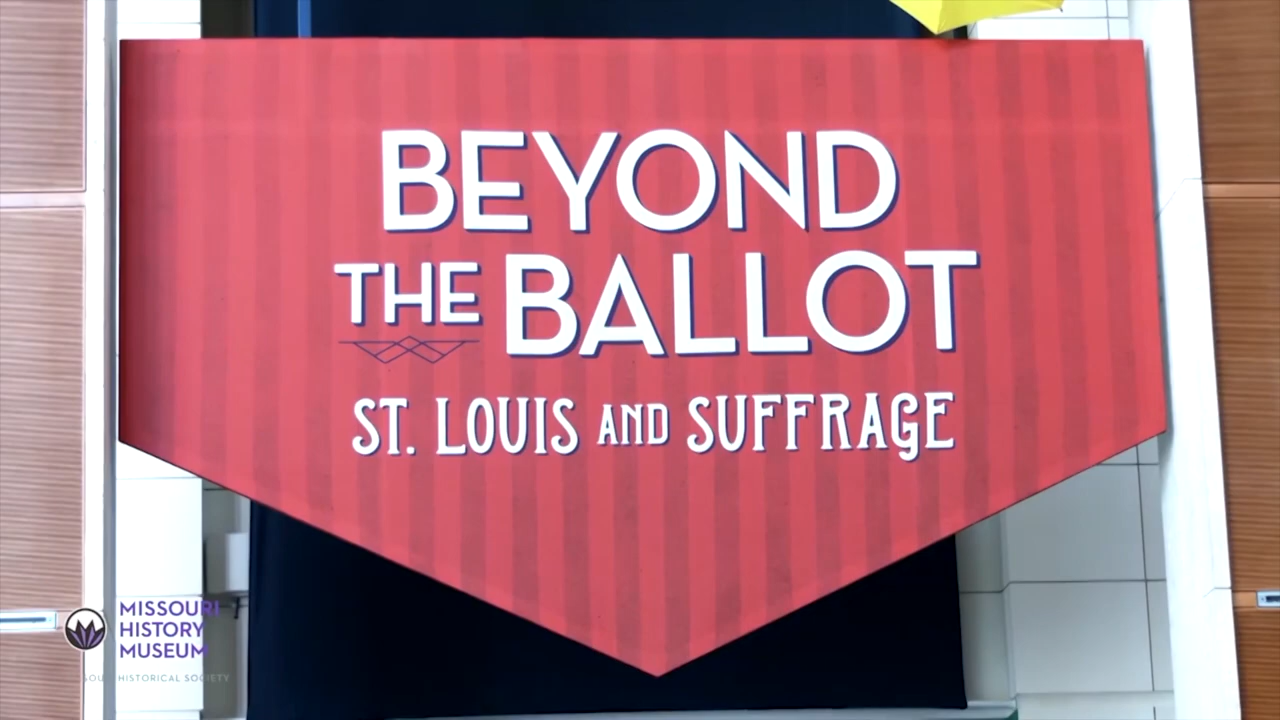 BEYOND
THE BALLOT
ST. LOUIS AND SUFFRAGE
MISSOURI
HISTORY
MUSEUM
HISTORICAL SOCIETY